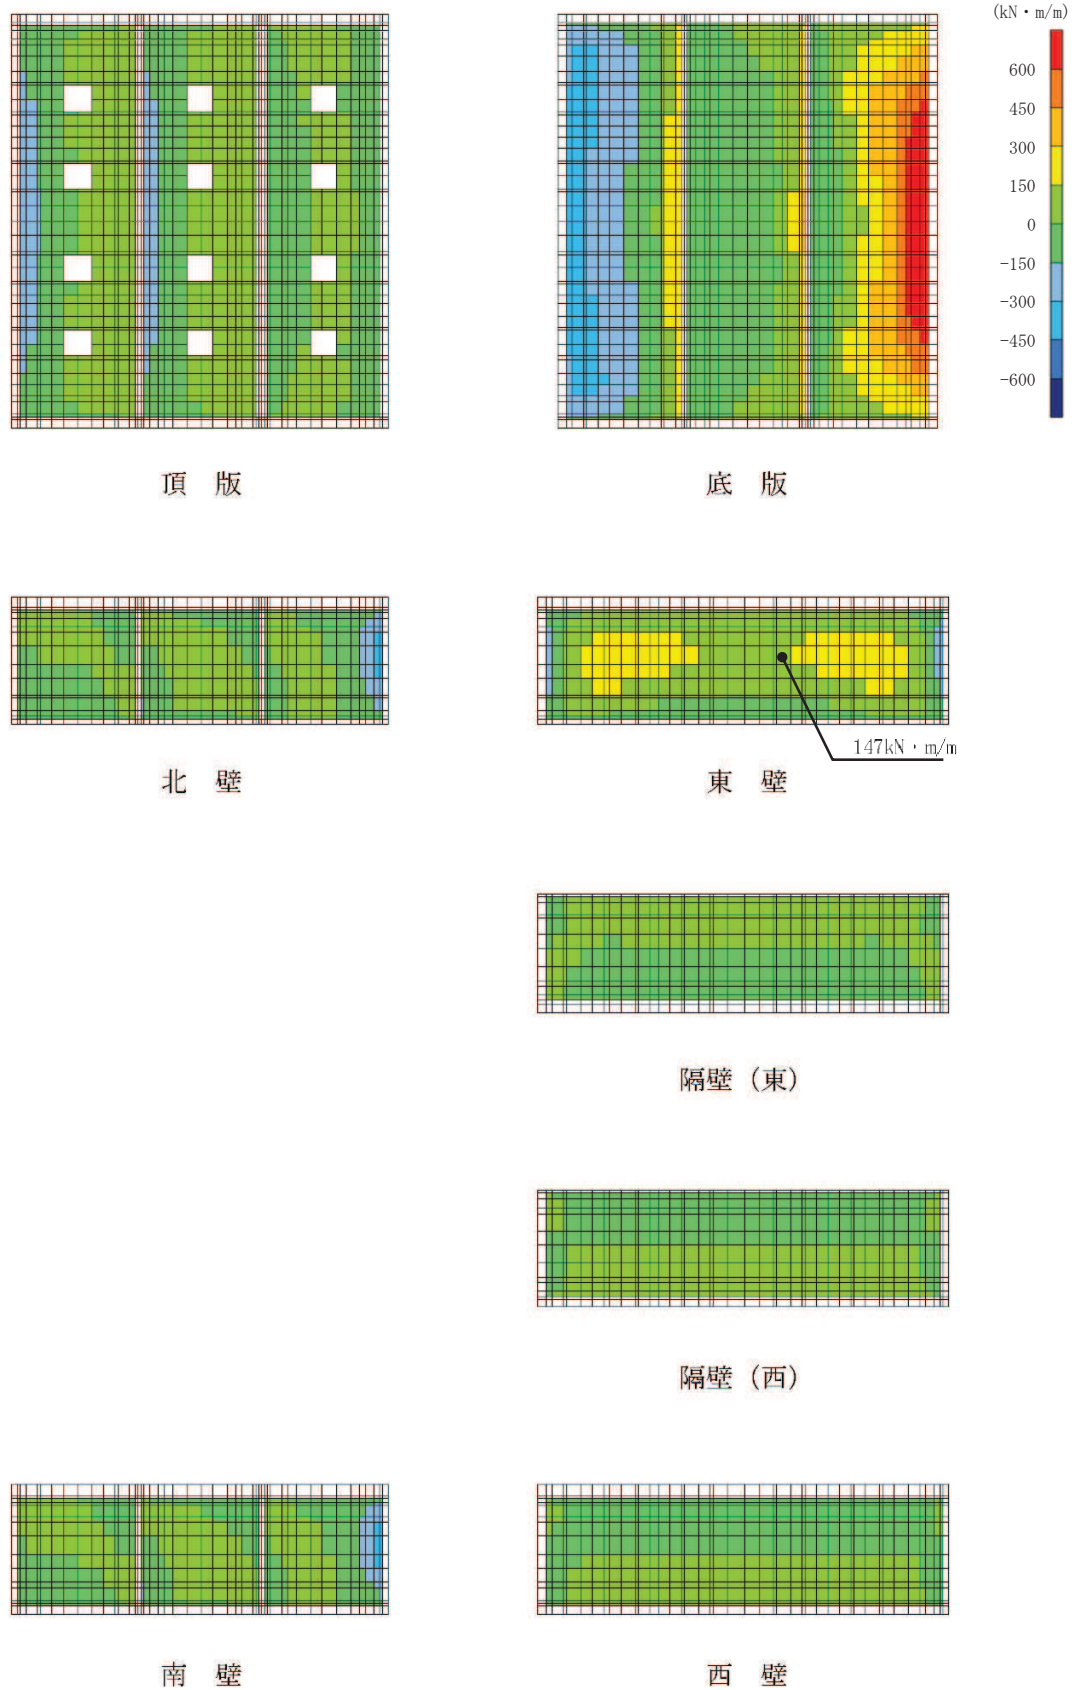 (kN・m/m)
600
450
300
150
0
-150
-300
-450
-600
頂 版
底 版
147kN・m/m
北 壁
東 壁
隔壁（東）
隔壁（西）
南 壁
西 壁